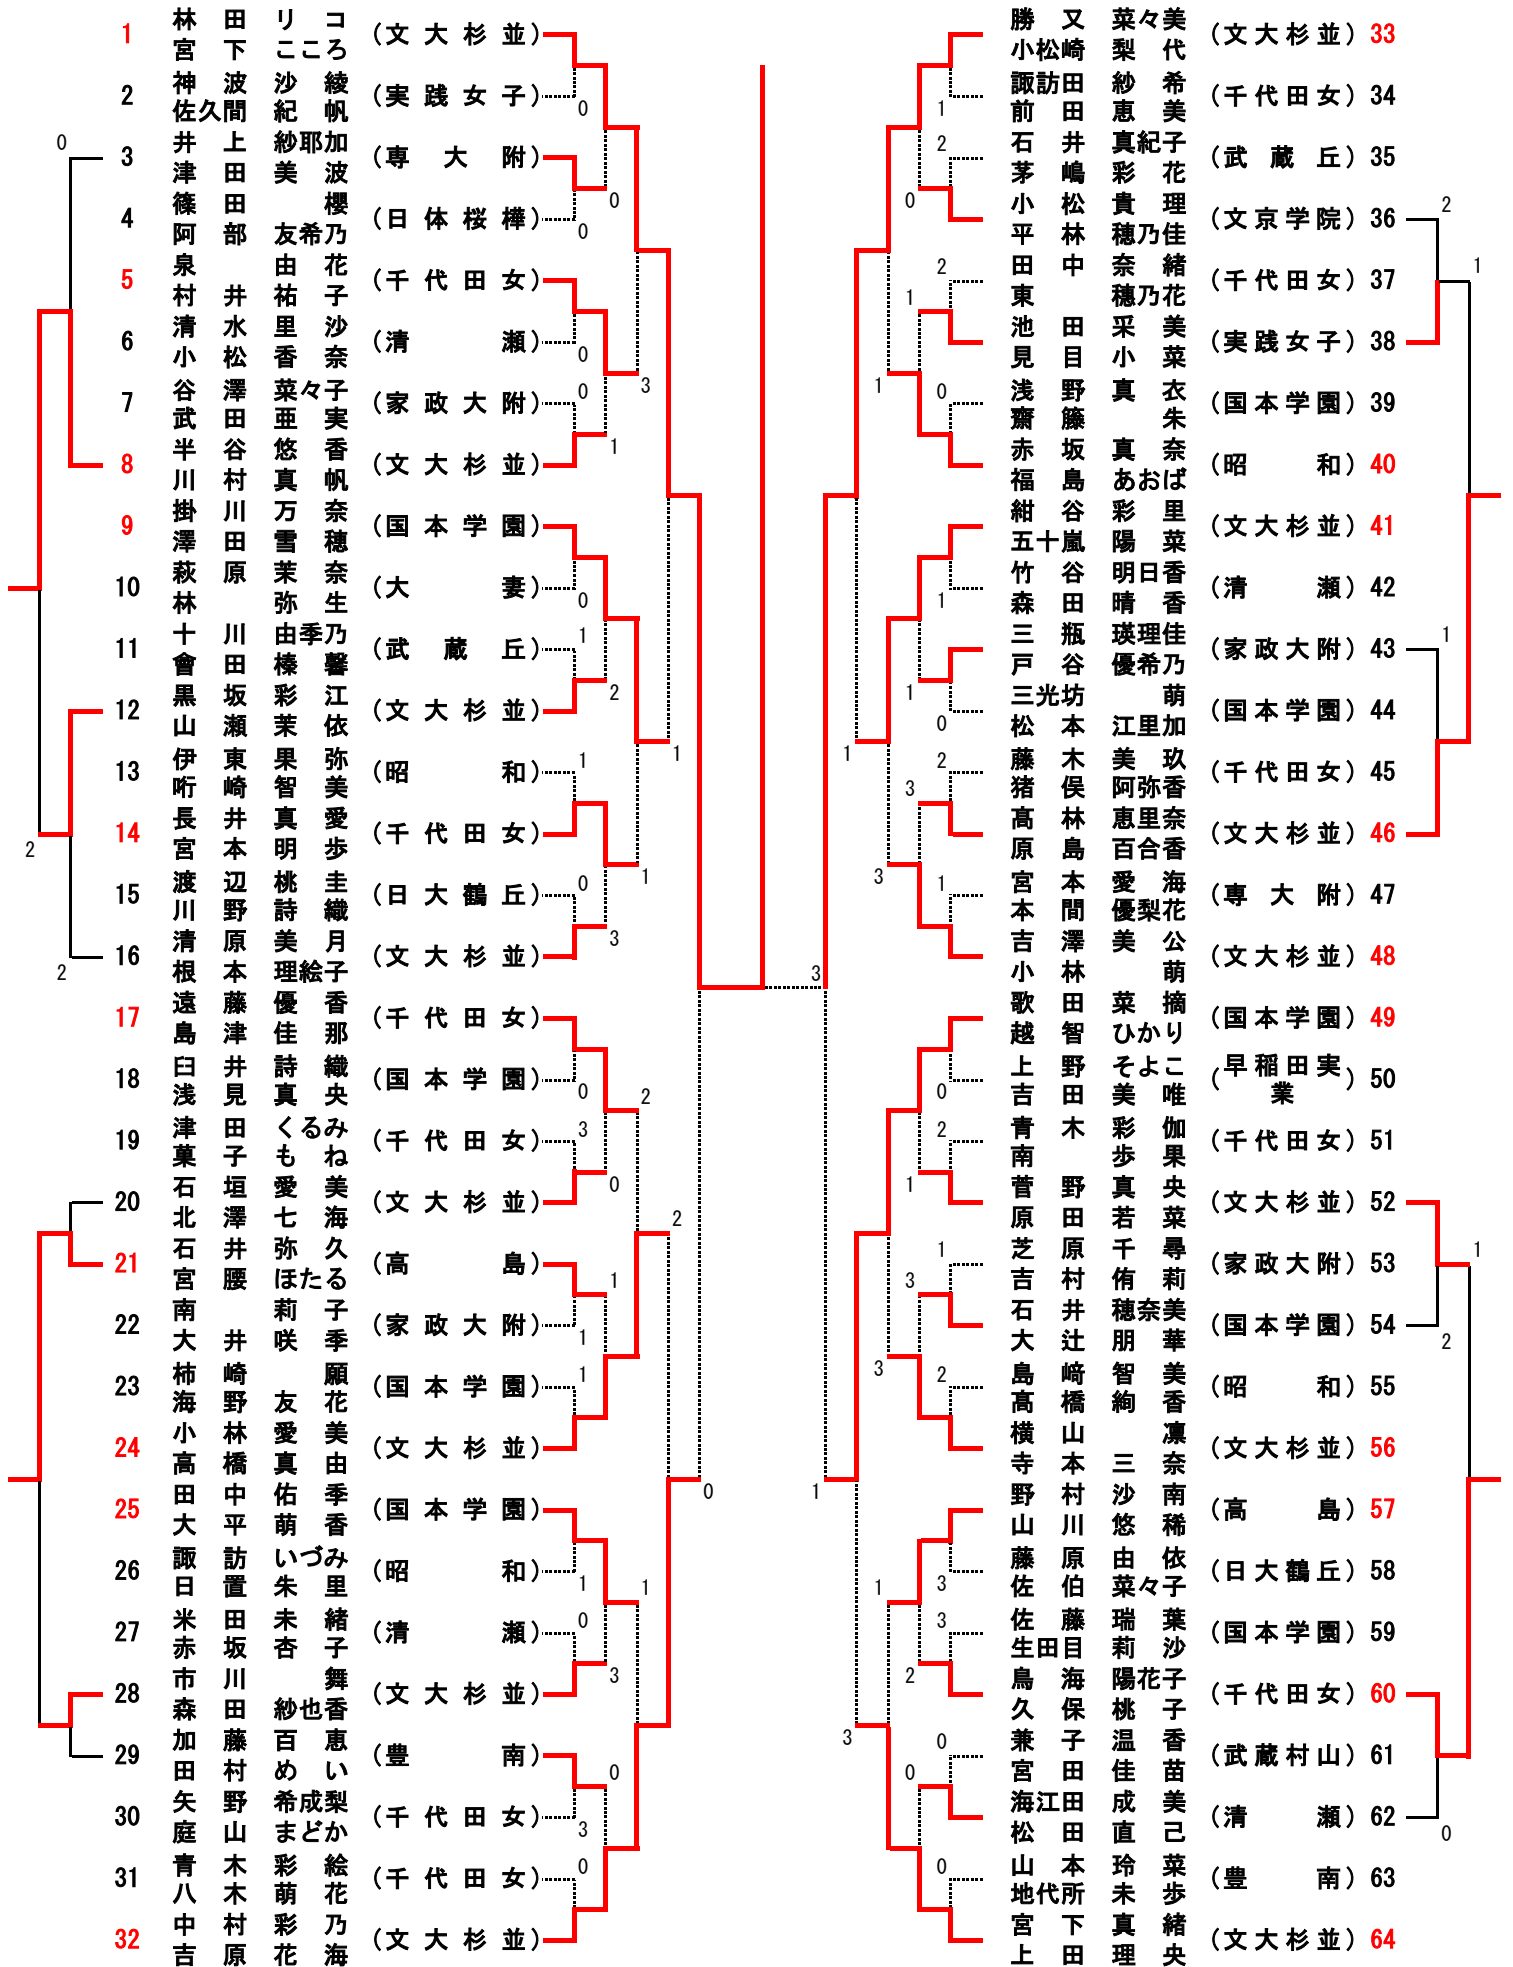 1 林田リコ 宮下こころ (文大杉並)
2 神波沙綾 佐久間紀帆 (実践女子)
3 井上紗耶加 津田美波 (専大附)
4 篠田櫻 阿部友希乃 (日体桜樺)
5 泉由花 村井祐子 (千代田女)
6 清水里沙 小松香奈 (清瀬)
7 谷澤菜々子 武田亜実 (家政大附)
8 半谷悠香 川村真帆 (文大杉並)
9 掛川万奈 澤田雪穂 (国本学園)
10 萩原茉奈 林弥生 (大妻)
11 十川由季乃 會田榛馨 (武蔵丘)
12 黒坂彩江 山瀬茉依 (文大杉並)
13 伊東果弥 哘崎智美 (昭和)
14 長井真愛 宮本明歩 (千代田女)
15 渡辺桃圭 川野詩織 (日大鶴丘)
16 清原美月 根本理絵子 (文大杉並)
17 遠藤優香 島津佳那 (千代田女)
18 臼井詩織 浅見真央 (国本学園)
19 津田くるみ 菓子もね (千代田女)
20 石垣愛美 北澤七海 (文大杉並)
21 石井弥久 宮腰ほたる (高島)
22 南莉子 大井咲季 (家政大附)
23 柿崎願 海野友花 (国本学園)
24 小林愛美 高橋真由 (文大杉並)
25 田中佑季 大平萌香 (国本学園)
26 諏訪いづみ 日置朱里 (昭和)
27 米田未緒 赤坂杏子 (清瀬)
28 市川舞 森田紗也香 (文大杉並)
29 加藤百恵 田村めい (豊南)
30 矢野希成梨 庭山まどか (千代田女)
31 青木彩絵 八木萌花 (千代田女)
32 中村彩乃 吉原花海 (文大杉並)
勝又菜々美 小松崎梨代 (文大杉並) 33
諏訪田紗希 前田恵美 (千代田女) 34
石井真紀子 茅嶋彩花 (武蔵丘) 35
小松貴理 平林穂乃佳 (文京学院) 36
田中奈緒 東穂乃花 (千代田女) 37
池田采美 見目小菜 (実践女子) 38
浅野真衣 齋藤朱 (国本学園) 39
赤坂真奈 福島あおば (昭和) 40
紺谷彩里 五十嵐陽菜 (文大杉並) 41
竹谷明日香 森田晴香 (清瀬) 42
三瓶瑛理佳 戸谷優希乃 (家政大附) 43
三光坊萌 松本江里加 (国本学園) 44
藤木美玖 猪俣阿弥香 (千代田女) 45
髙林恵里奈 原島百合香 (文大杉並) 46
宮本愛海 本間優梨花 (専大附) 47
吉澤美公 小林萌 (文大杉並) 48
歌田菜摘 越智ひかり (国本学園) 49
上野そよこ 吉田美唯 (早稲田実業) 50
青木彩伽 南歩果 (千代田女) 51
菅野真央 原田若菜 (文大杉並) 52
芝原千尋 吉村侑莉 (家政大附) 53
石井穂奈美 大辻朋華 (国本学園) 54
島﨑智美 髙橋絢香 (昭和) 55
横山凛 寺本三奈 (文大杉並) 56
野村沙南 山川悠稀 (高島) 57
藤原由依 佐伯菜々子 (日大鶴丘) 58
佐藤瑞葉 生田目莉沙 (国本学園) 59
鳥海陽花子 久保桃子 (千代田女) 60
兼子温香 宮田佳苗 (武蔵村山) 61
海江田成美 松田直己 (清瀬) 62
山本玲菜 地代所未歩 (豊南) 63
宮下真緒 上田理央 (文大杉並) 64